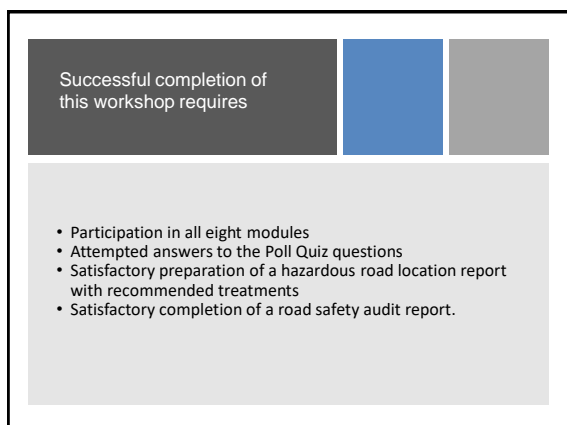 Successful completion of
this workshop requires
• Participation in all eight modules
• Attempted answers to the Poll Quiz questions
• Satisfactory preparation of a hazardous road location report
with recommended treatments
• Satisfactory completion of a road safety audit report.